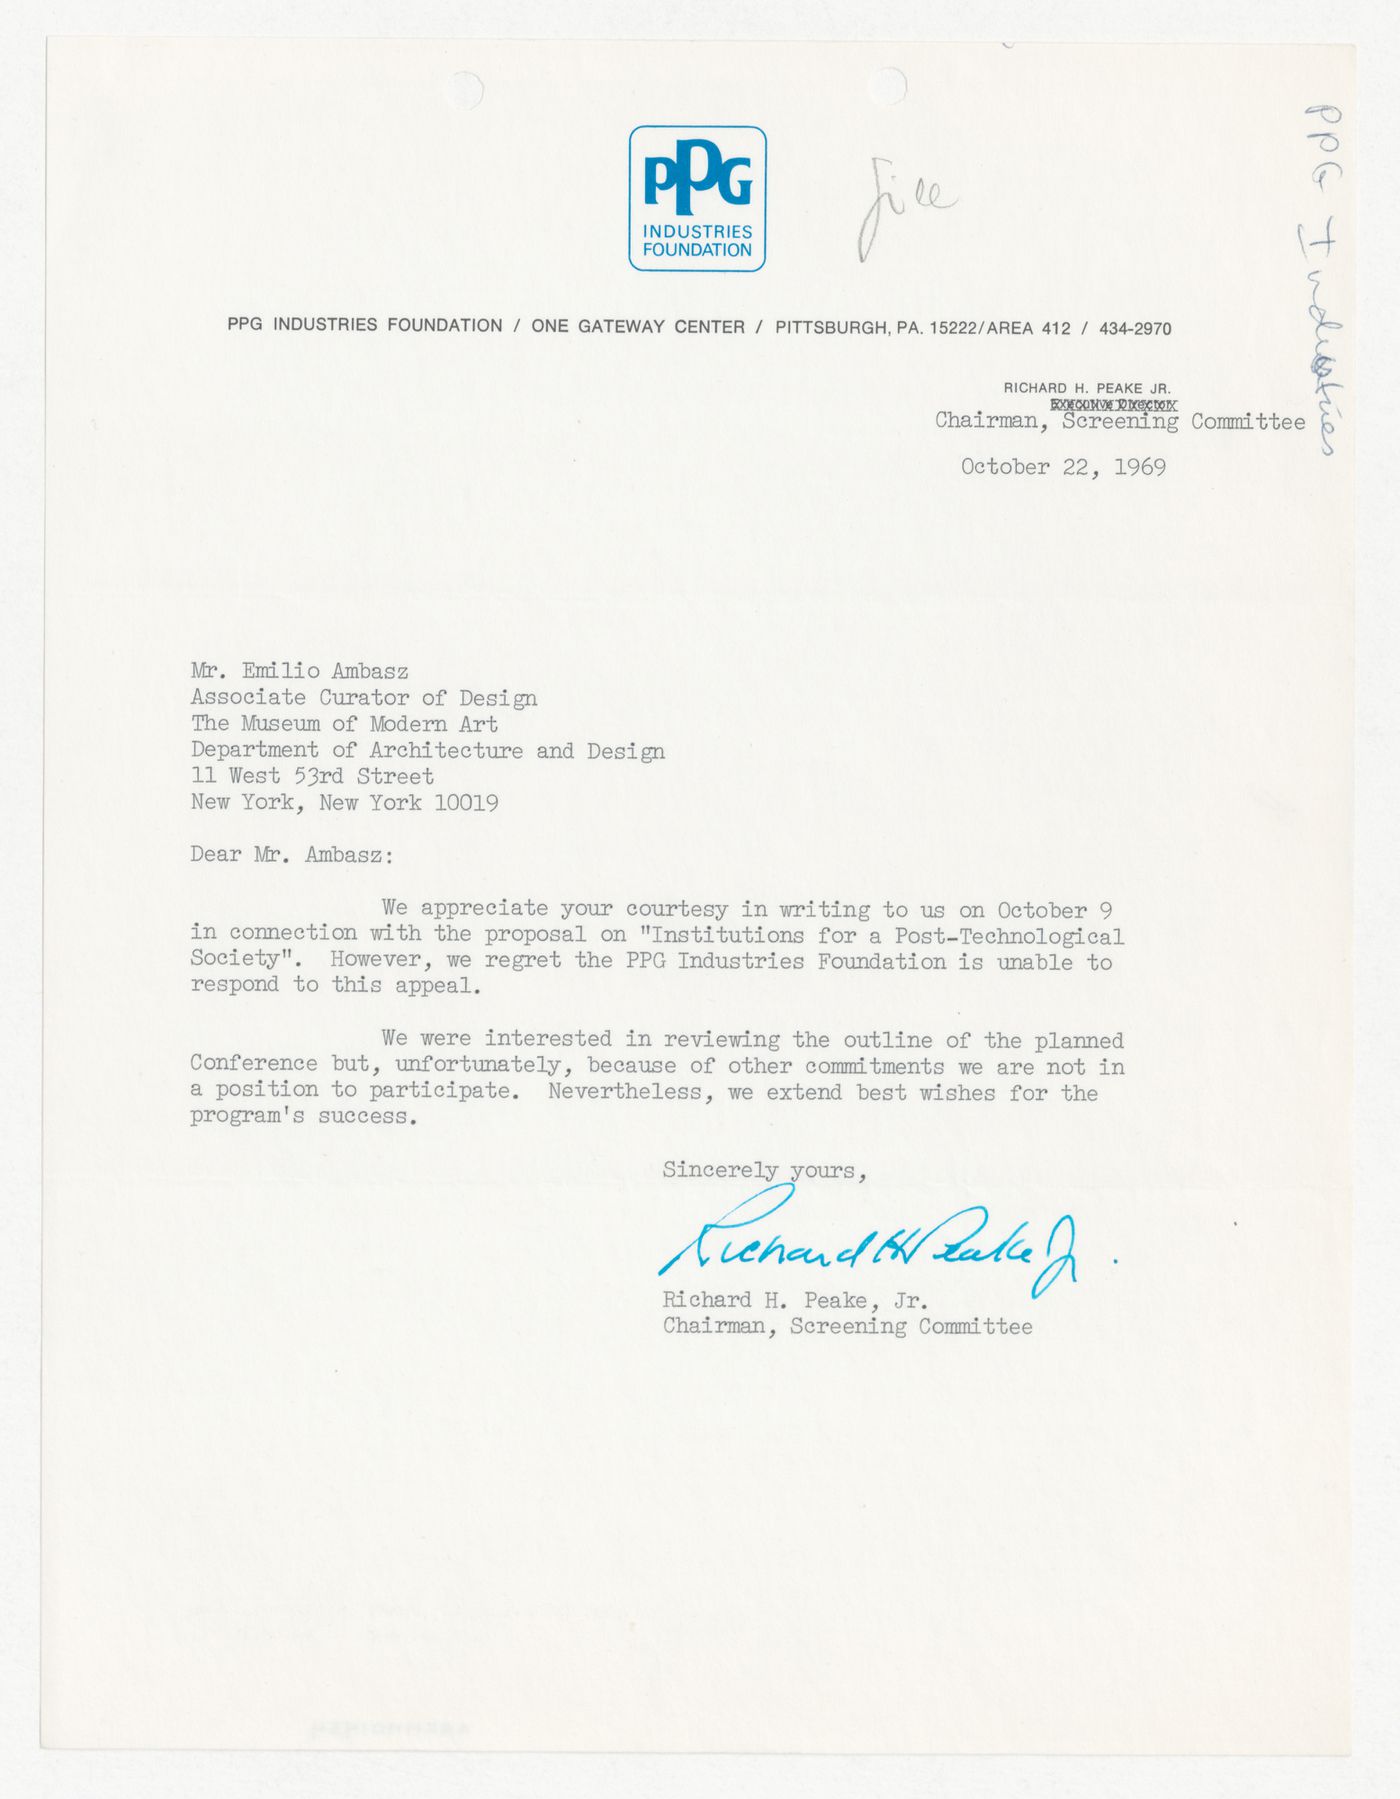 PPG
INDUSTRIES
FOUNDATION
PPG Industries
PPG INDUSTRIES FOUNDATION / ONE GATEWAY CENTER / PITTSBURGH, PA. 15222/AREA 412 / 434-2970
RICHARD H. PEAKE JR.
Executive Director
Chairman, Screening Committee
October 22, 1969
Mr. Emilio Ambasz
Associate Curator of Design
The Museum of Modern Art
Department of Architecture and Design
11 West 53rd Street
New York, New York 10019
Dear Mr. Ambasz:
We appreciate your courtesy in writing to us on October 9
in connection with the proposal on "Institutions for a Post-Technological
Society". However, we regret the PPG Industries Foundation is unable to
respond to this appeal.
We were interested in reviewing the outline of the planned
Conference but, unfortunately, because of other commitments we are not in
a position to participate. Nevertheless, we extend best wishes for the
program's success.
Sincerely yours,
Richard H Peake Jr.
Richard H. Peake, Jr.
Chairman, Screening Committee